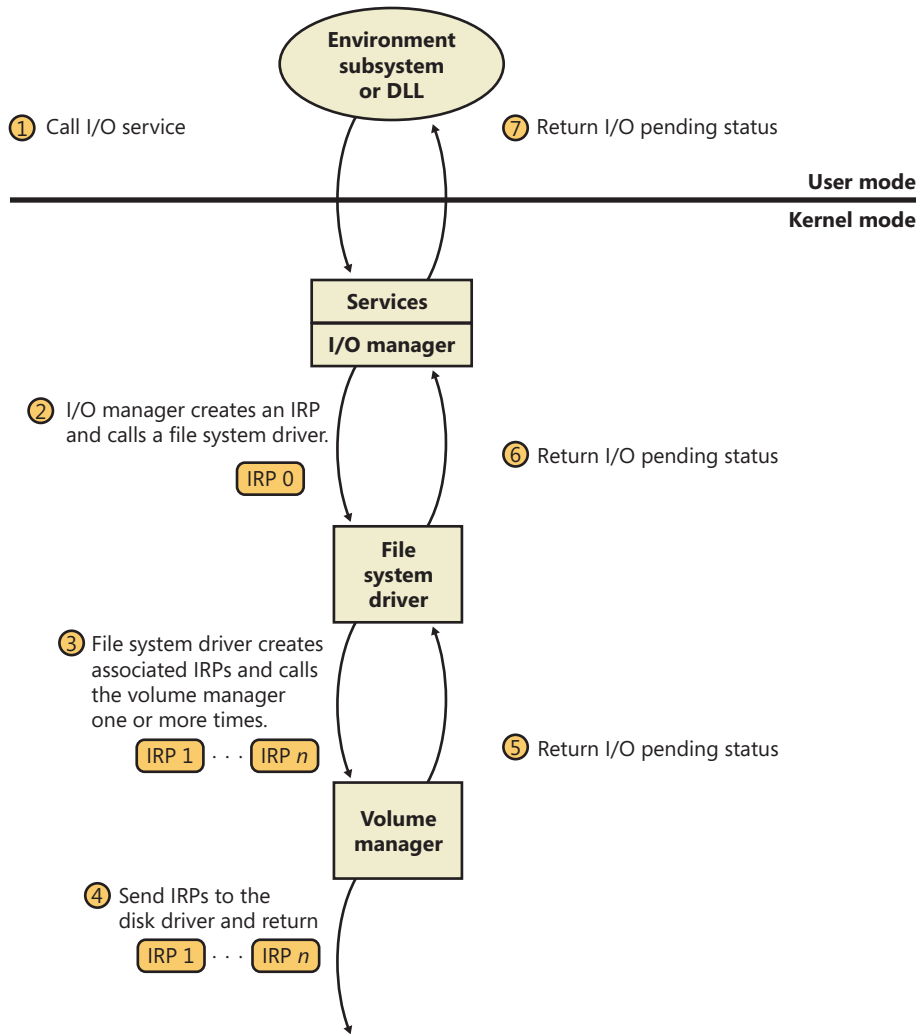 Environment
subsystem
or DLL
1 Call I/O service
7 Return I/O pending status
User mode
Kernel mode
Services
I/O manager
2 I/O manager creates an IRP
and calls a file system driver.
IRP 0
6 Return I/O pending status
File
system
driver
3 File system driver creates
associated IRPs and calls
the volume manager
one or more times.
IRP 1 · · · IRP n
5 Return I/O pending status
Volume
manager
4 Send IRPs to the
disk driver and return
IRP 1 · · · IRP n